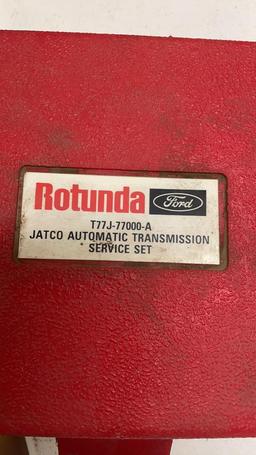 Rotunda Ford
T77J-77000-A
JATCO AUTOMATIC TRANSMISSION
SERVICE SET